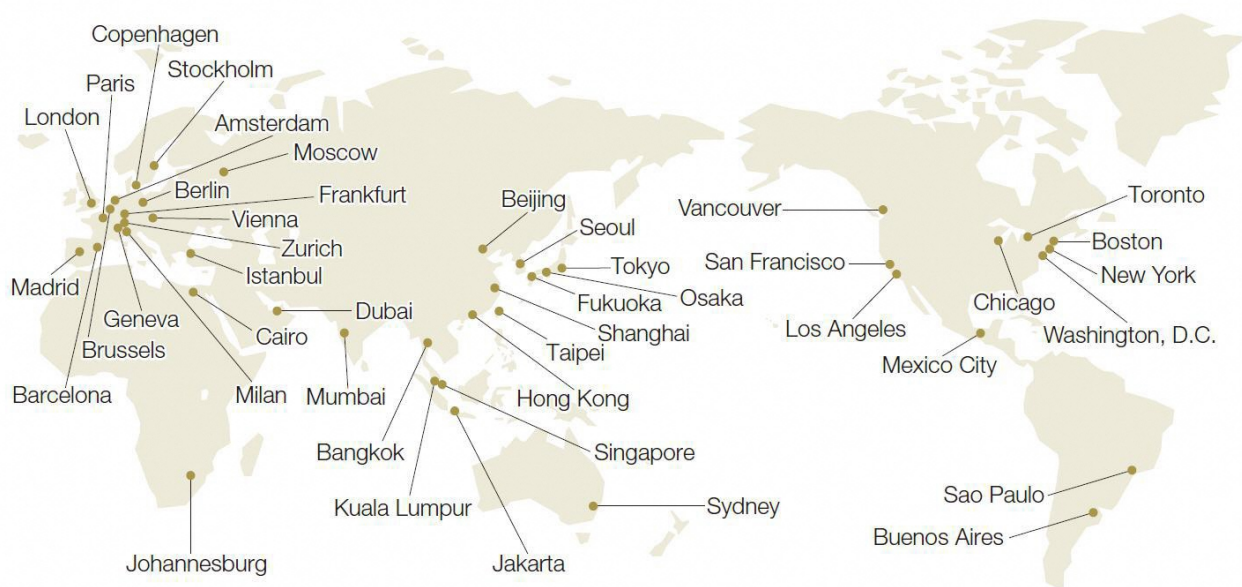 Copenhagen
Stockholm
Paris
London
Amsterdam
Moscow
Berlin
Frankfurt
Vienna
Zurich
Istanbul
Madrid
Geneva
Brussels
Cairo
Dubai
Barcelona
Milan
Mumbai
Johannesburg
Beijing
Seoul
Tokyo
Fukuoka
Osaka
Shanghai
Taipei
Hong Kong
Bangkok
Singapore
Kuala Lumpur
Jakarta
Sydney
Vancouver
San Francisco
Los Angeles
Toronto
Boston
New York
Chicago
Washington, D.C.
Mexico City
Sao Paulo
Buenos Aires